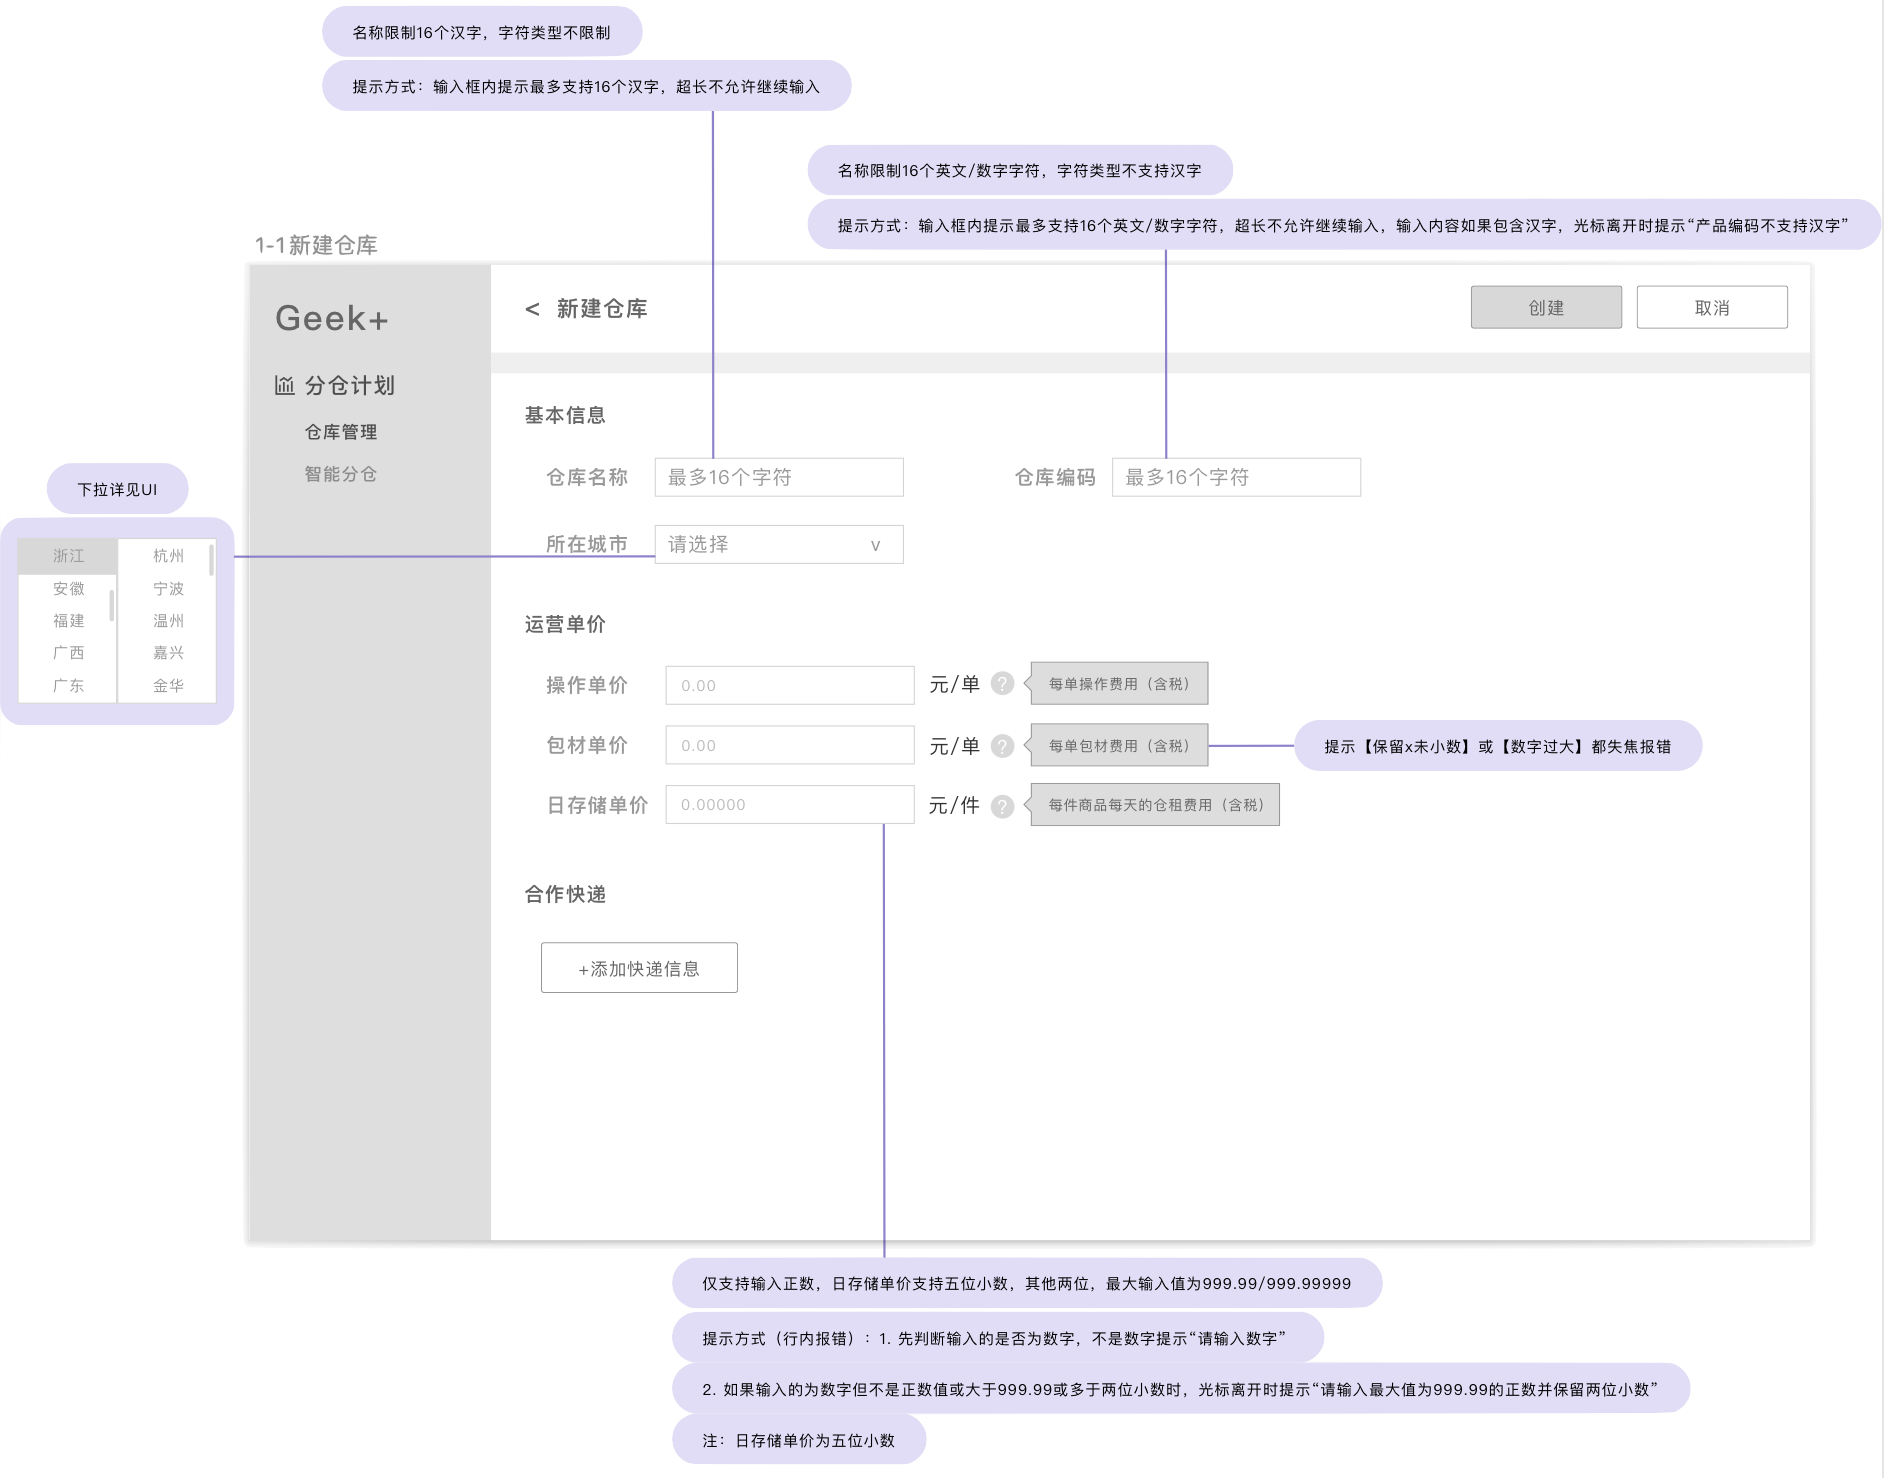 名称限制16个汉字，字符类型不限制
提示方式：输入框内提示最多支持16个汉字，超长不允许继续输入
名称限制16个英文/数字字符，字符类型不支持汉字
提示方式：输入框内提示最多支持16个英文/数字字符，超长不允许继续输入，输入内容如果包含汉字，光标离开时提示“产品编码不支持汉字”
1-1新建仓库
Geek+
分仓计划
仓库管理
智能分仓
< 新建仓库
创建
取消
基本信息
仓库名称 最多16个字符
仓库编码 最多16个字符
所在城市 请选择 v
下拉详见UI
浙江 杭州
安徽 宁波
福建 温州
广西 嘉兴
广东 金华
运营单价
操作单价 0.00 元/单 ? 每单操作费用（含税）
包材单价 0.00 元/单 ? 每单包材费用（含税）
提示【保留x未小数】或【数字过大】都失焦报错
日存储单价 0.00000 元/件 ? 每件商品每天的仓租费用（含税）
合作快递
+添加快递信息
仅支持输入正数，日存储单价支持五位小数，其他两位，最大输入值为999.99/999.99999
提示方式（行内报错）：1. 先判断输入的是否为数字，不是数字提示“请输入数字”
2. 如果输入的为数字但不是正数值或大于999.99或多于两位小数时，光标离开时提示“请输入最大值为999.99的正数并保留两位小数”
注：日存储单价为五位小数